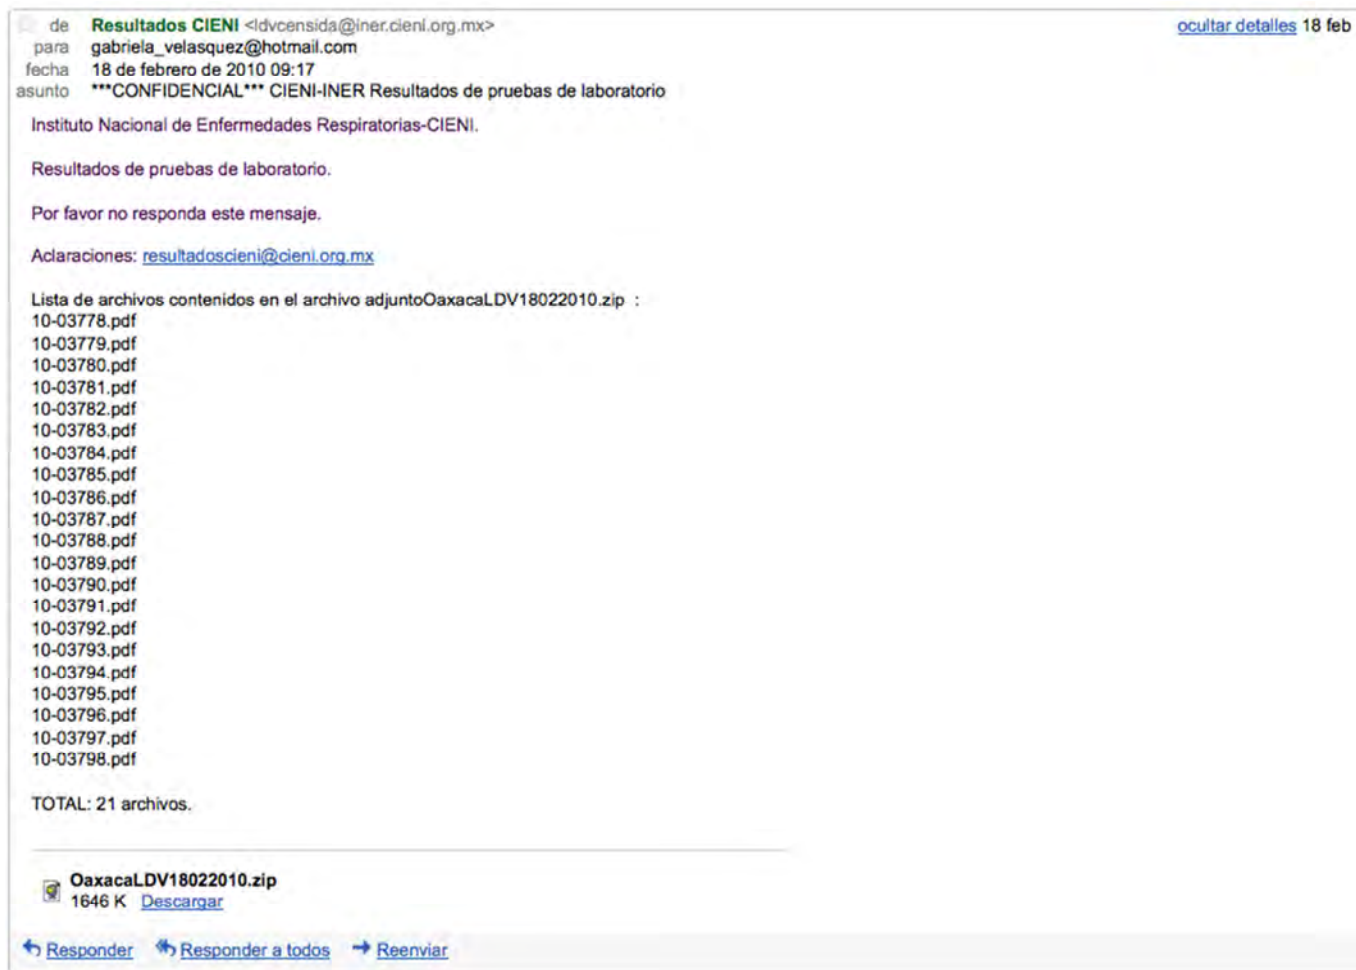 de Resultados CIENI <ldvcensida@iner.cieni.org.mx> ocultar detalles 18 feb
para gabriela_velasquez@hotmail.com
fecha 18 de febrero de 2010 09:17
asunto ***CONFIDENCIAL*** CIENI-INER Resultados de pruebas de laboratorio
Instituto Nacional de Enfermedades Respiratorias-CIENI.
Resultados de pruebas de laboratorio.
Por favor no responda este mensaje.
Aclaraciones: resultadoscieni@cieni.org.mx
Lista de archivos contenidos en el archivo adjuntoOaxacaLDV18022010.zip :
10-03778.pdf
10-03779.pdf
10-03780.pdf
10-03781.pdf
10-03782.pdf
10-03783.pdf
10-03784.pdf
10-03785.pdf
10-03786.pdf
10-03787.pdf
10-03788.pdf
10-03789.pdf
10-03790.pdf
10-03791.pdf
10-03792.pdf
10-03793.pdf
10-03794.pdf
10-03795.pdf
10-03796.pdf
10-03797.pdf
10-03798.pdf
TOTAL: 21 archivos.
OaxacaLDV18022010.zip
1646 K Descargar
Responder Responder a todos Reenviar